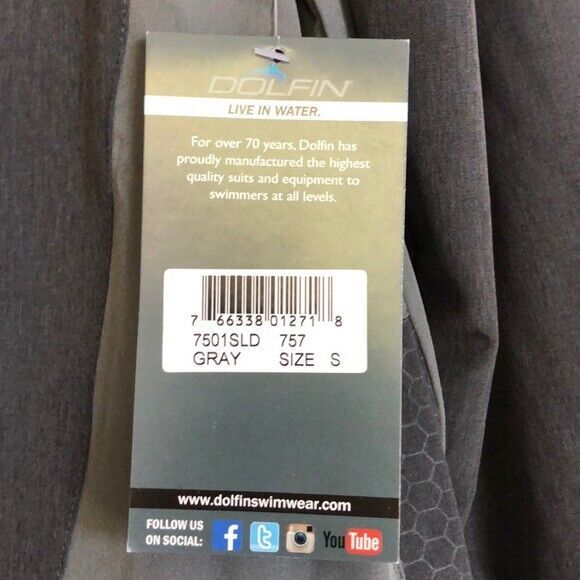 DOLFIN
LIVE IN WATER.
For over 70 years, Dolfin has
proudly manufactured the highest
quality suits and equipment to
swimmers at all levels.
7 66338 01271 8
7501SLD 757
GRAY SIZE S
www.dolfinswimwear.com
FOLLOW US
ON SOCIAL: f t You Tube